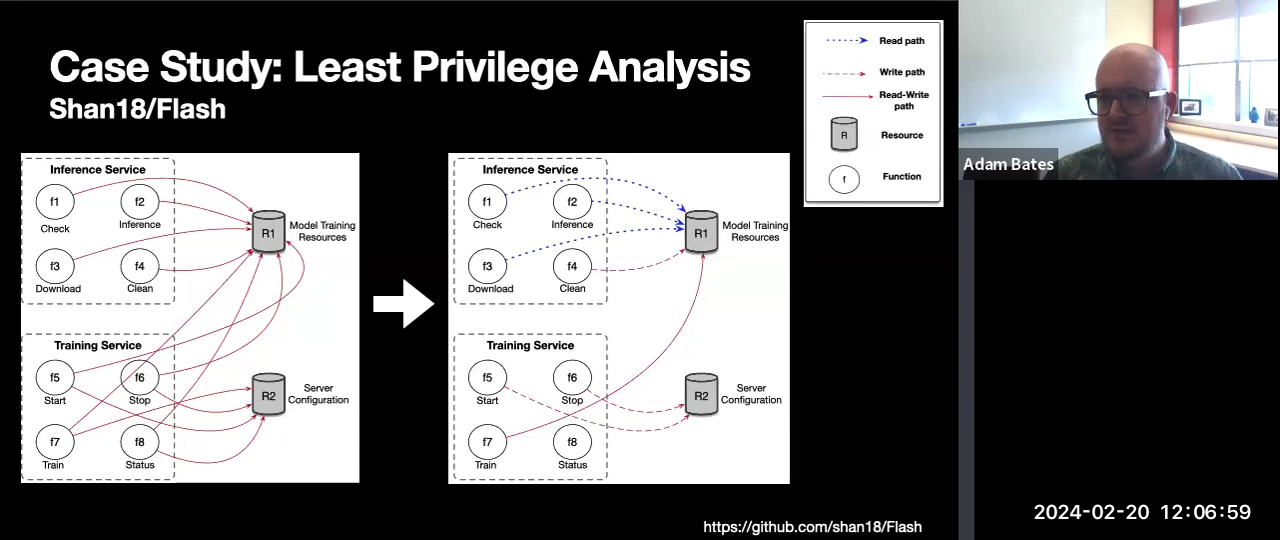 Case Study: Least Privilege Analysis
Shan18/Flash
Read path
Write path
Read-Write
path
R
Resource
f
Function
Adam Bates
Inference Service
f1
f2
Check
Inference
f3
f4
Download
Clean
R1
Model Training
Resources
Training Service
f5
f6
Start
Stop
f7
f8
Train
Status
R2
Server
Configuration
Inference Service
f1
f2
Check
Inference
f3
f4
Download
Clean
R1
Model Training
Resources
Training Service
f5
f6
Start
Stop
f7
f8
Train
Status
R2
Server
Configuration
https://github.com/shan18/Flash
2024-02-20 12:06:59